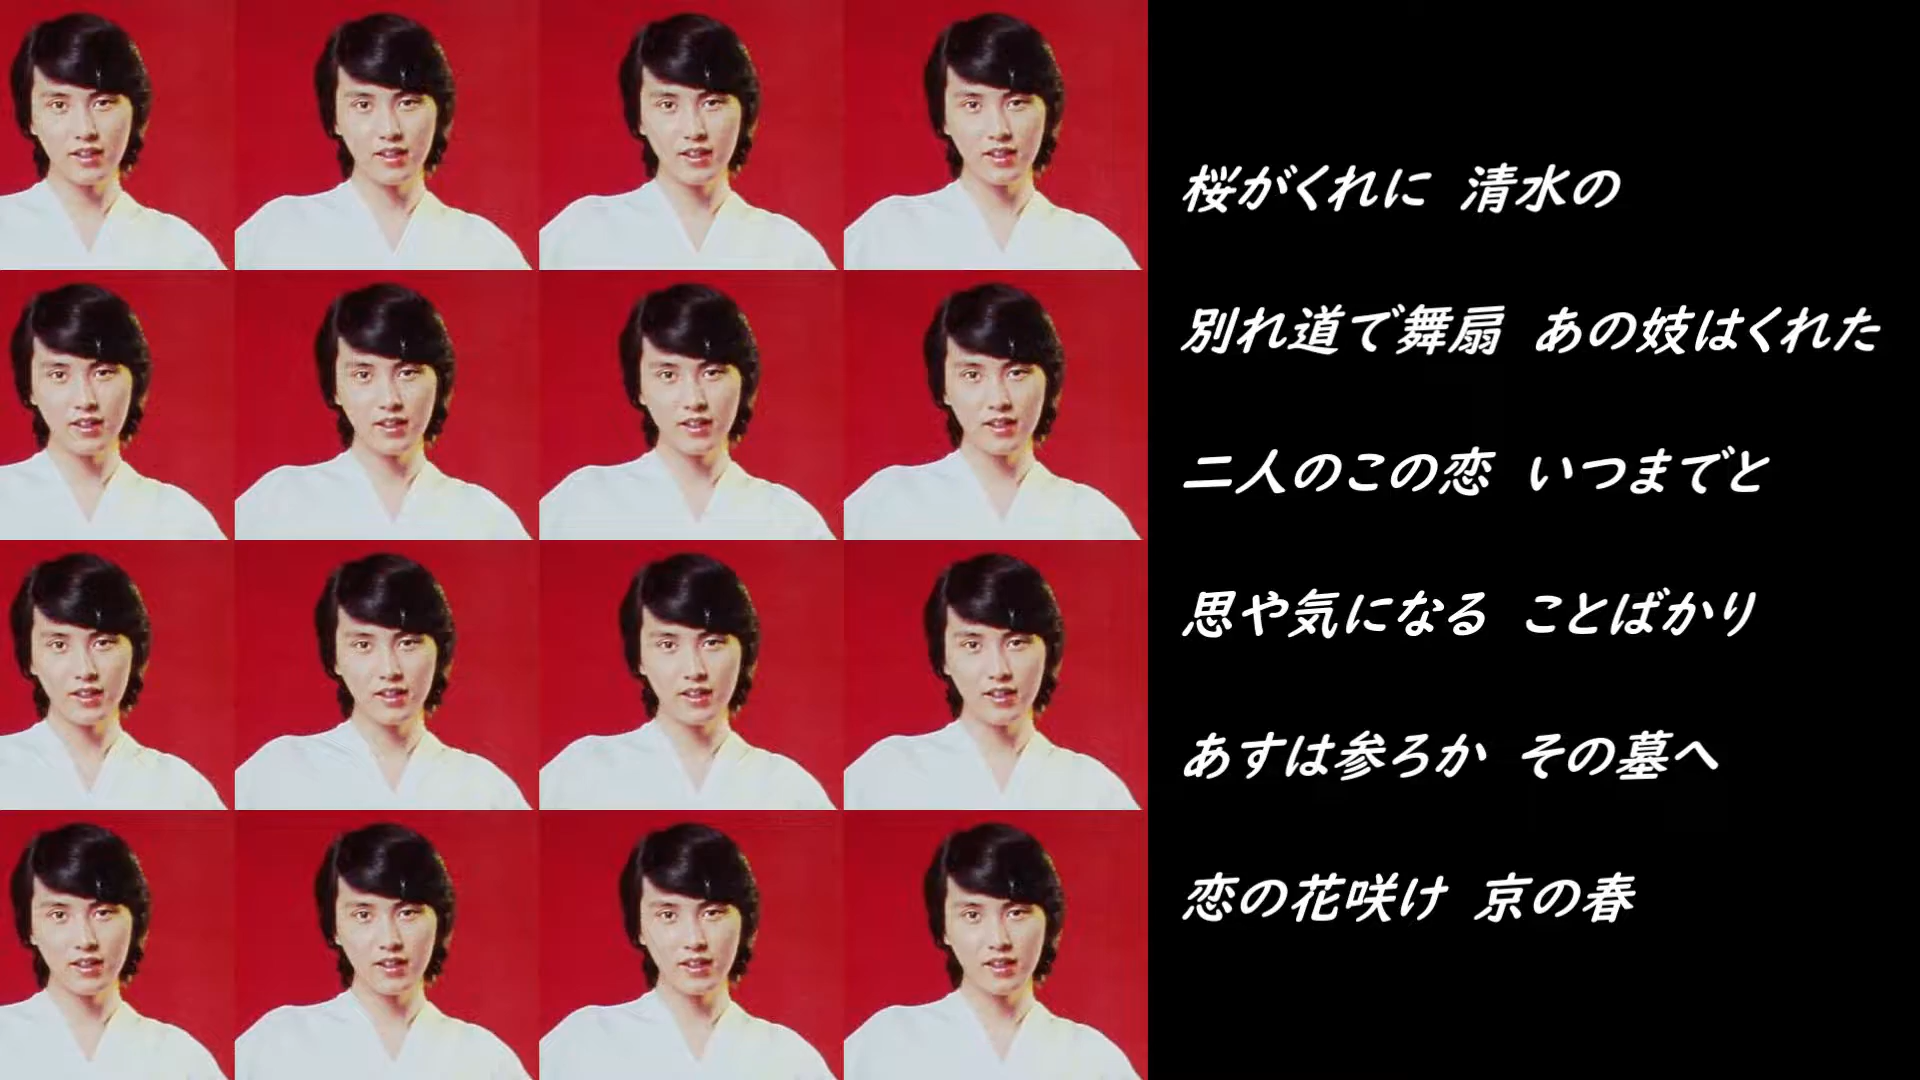 桜がくれに 清水の
別れ道で舞扇 あの妓はくれた
二人のこの恋 いつまでと
思や気になる ことばかり
あすは参ろか その墓へ
恋の花咲け 京の春